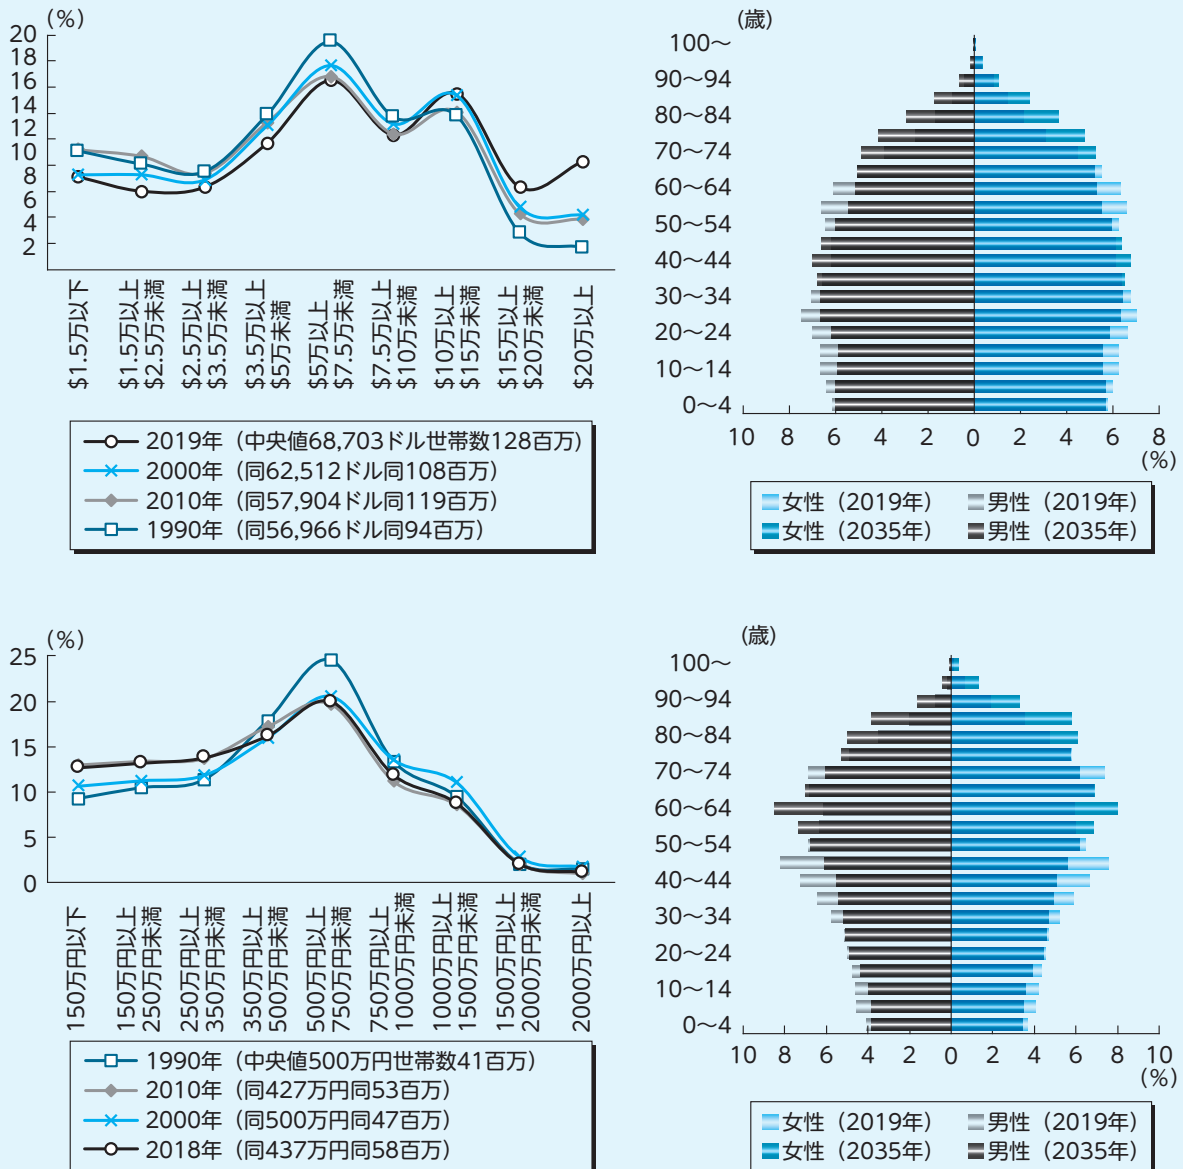 (%)
20
18
16
14
12
10
8
6
4
2
$1.5万以下
$1.5万以上
$2.5万未満
$2.5万以上
$3.5万未満
$3.5万以上
$5万未満
$5万以上
$7.5万未満
$7.5万以上
$10万未満
$10万以上
$15万未満
$15万以上
$20万未満
$20万以上
2019年（中央値68,703ドル世帯数128百万）
2000年（同62,512ドル同108百万）
2010年（同57,904ドル同119百万）
1990年（同56,966ドル同94百万）
(歳)
100〜
90〜94
80〜84
70〜74
60〜64
50〜54
40〜44
30〜34
20〜24
10〜14
0〜4
10 8 6 4 2 0 2 4 6 8
(%)
女性（2019年） 男性（2019年）
女性（2035年） 男性（2035年）
(%)
25
20
15
10
5
0
150万円以下
150万円以上
250万円未満
250万円以上
350万円未満
350万円以上
500万円未満
500万円以上
750万円未満
750万円以上
1000万円未満
1000万円以上
1500万円未満
1500万円以上
2000万円未満
2000万円以上
1990年（中央値500万円世帯数41百万）
2010年（同427万円同53百万）
2000年（同500万円同47百万）
2018年（同437万円同58百万）
(歳)
100〜
90〜94
80〜84
70〜74
60〜64
50〜54
40〜44
30〜34
20〜24
10〜14
0〜4
10 8 6 4 2 0 2 4 6 8 10
(%)
女性（2019年） 男性（2019年）
女性（2035年） 男性（2035年）